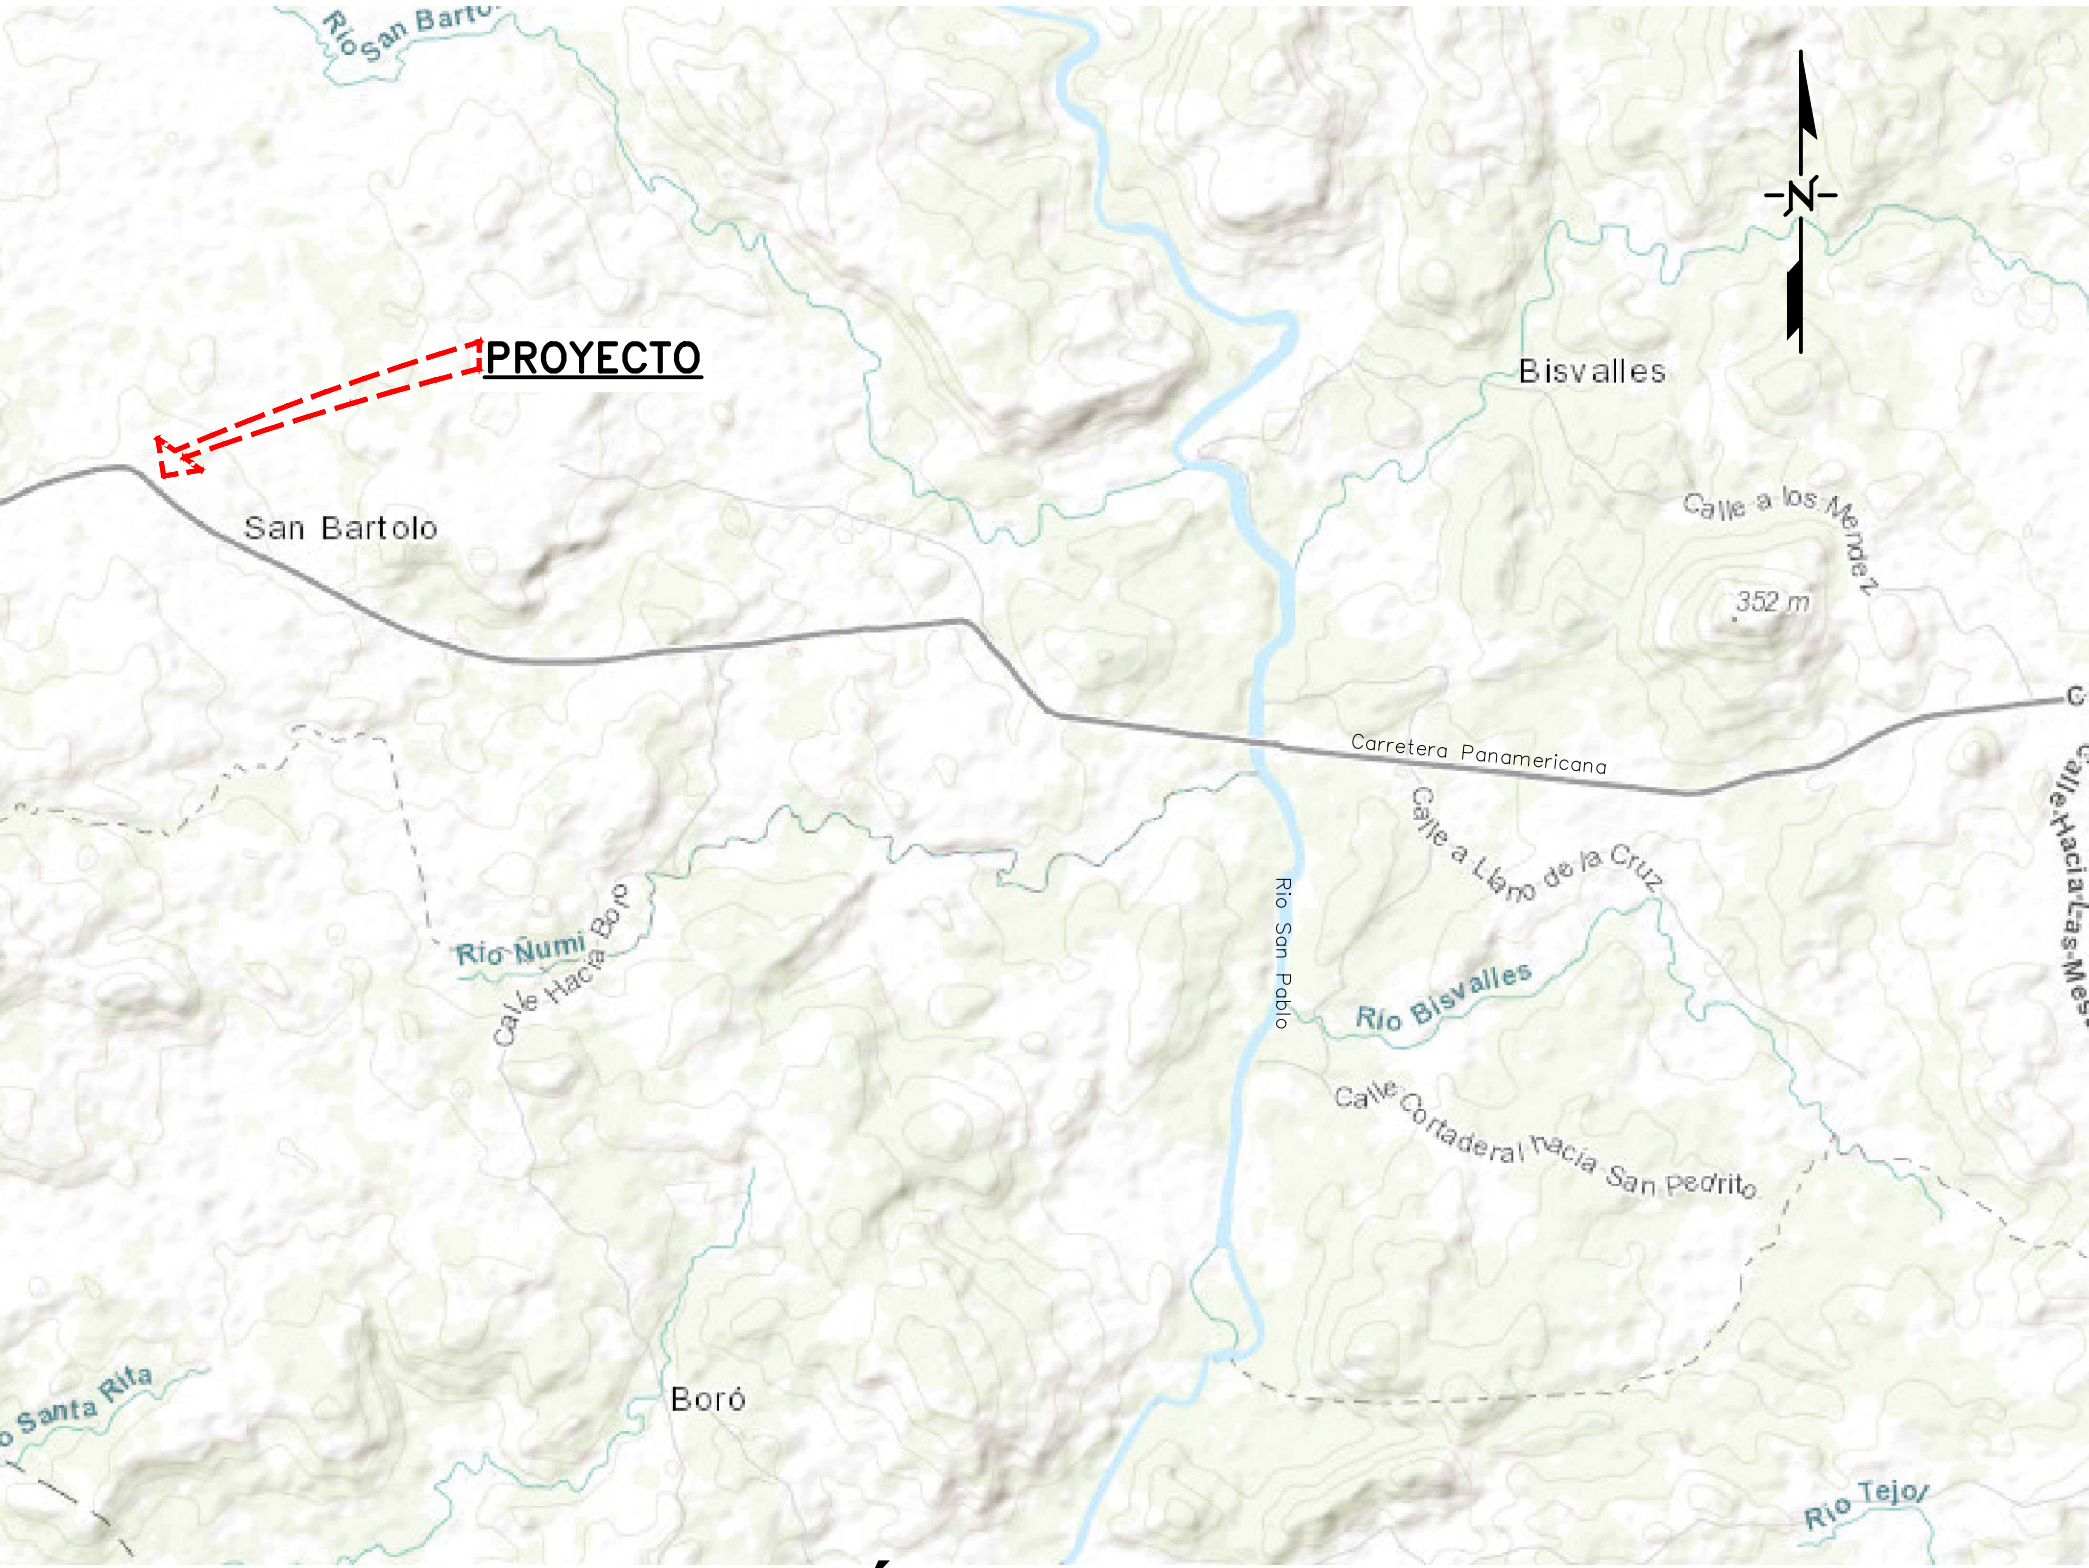 Río
San Barto
N
PROYECTO
Bisvalles
San Bartolo
Calle a los Mendez
352 m
C
Carretera Panamericana
Calle Hacia Las Mes
Calle a Llano de la Cruz
Río San Pablo
Calle Hacia Boro
Río Ñumi
Río Bisvalles
Calle Cortaderal hacia San Pedrito
Santa Rita
Boró
Río Tejo